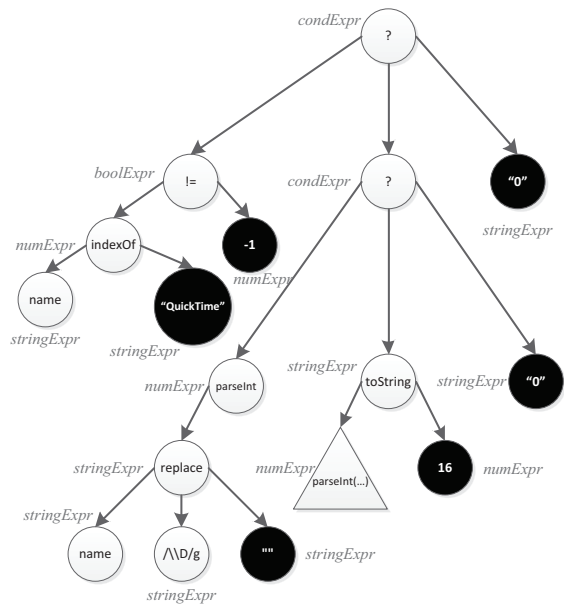 condExpr
?
boolExpr
!=
condExpr
?
“0”
stringExpr
numExpr
indexOf
-1
numExpr
name
stringExpr
“QuickTime”
stringExpr
numExpr
parseInt
stringExpr
toString
stringExpr
“0”
stringExpr
replace
numExpr
parseInt(...)
16
numExpr
stringExpr
name
/\\D/g
""
stringExpr
stringExpr